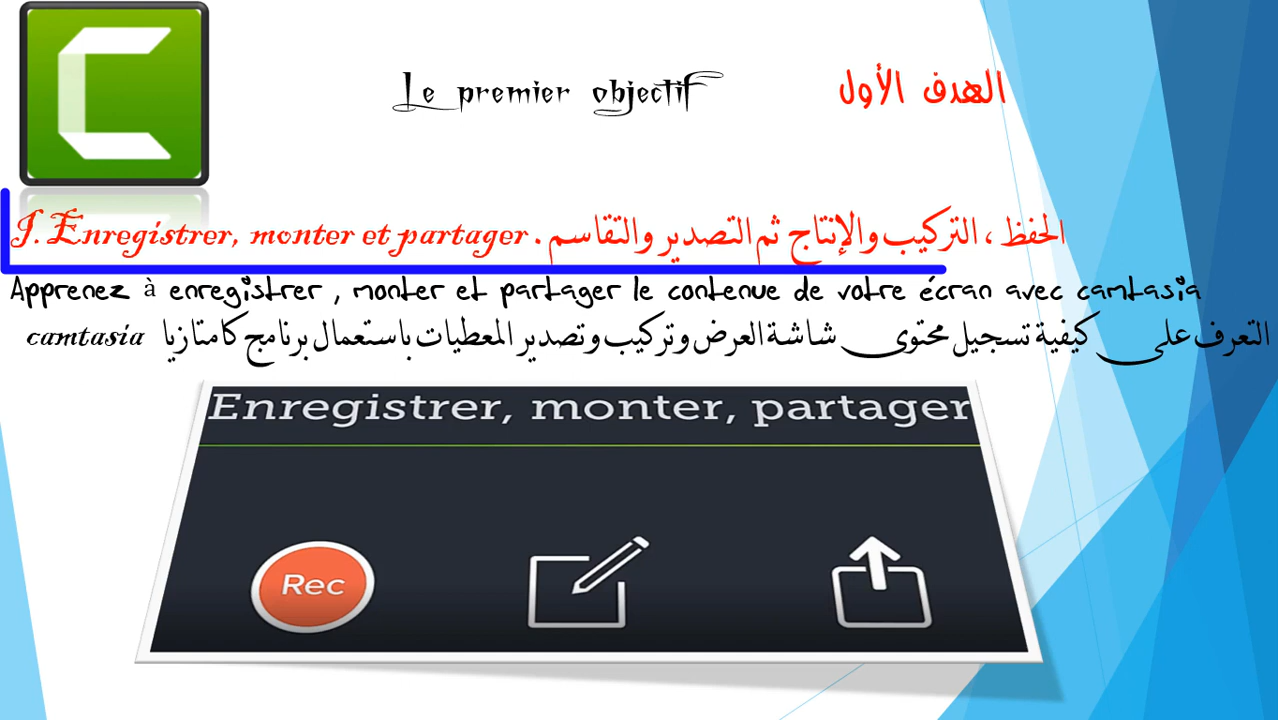 Le premier objectif الهدف الأول
I. Enregistrer, monter et partager . الحفظ ، التركيب والإنتاج ثم التصدير والتقاسم
Apprenez à enregistrer , monter et partager le contenue de votre écran avec camtasia
التعرف على كيفية تسجيل محتوى شاشة العرض وتركيب وتصدير المعطيات باستعمال برنامج كامتازيا camtasia
Enregistrer, monter, partager
Rec